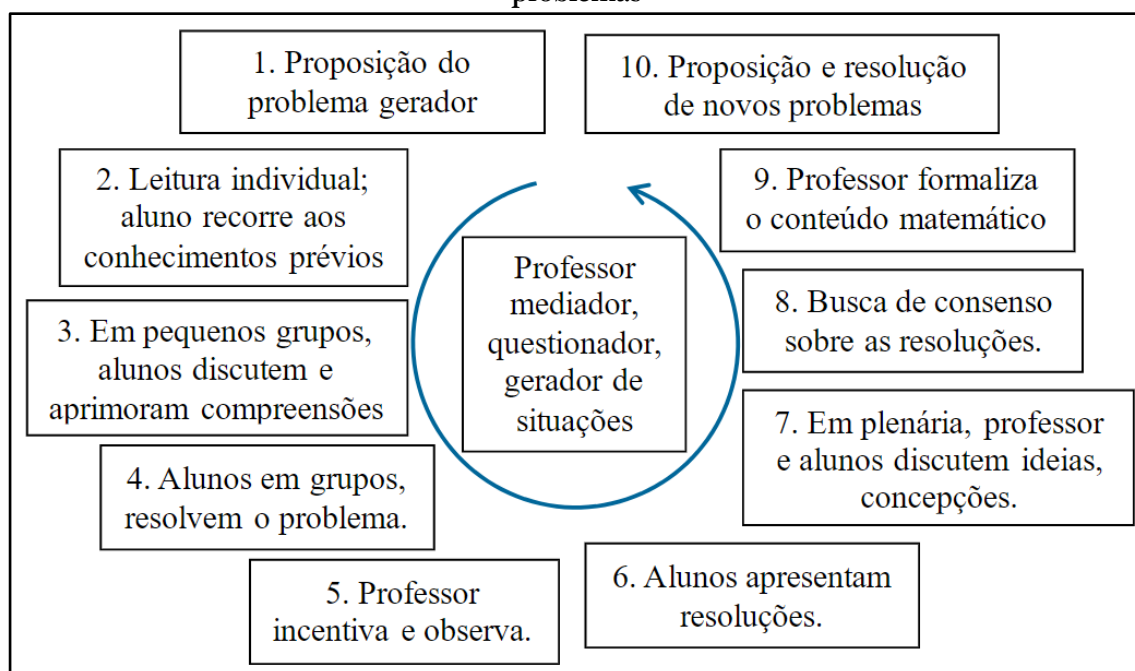 problemas
1. Proposição do
problema gerador
2. Leitura individual;
aluno recorre aos
conhecimentos prévios
3. Em pequenos grupos,
alunos discutem e
aprimoram compreensões
4. Alunos em grupos,
resolvem o problema.
5. Professor
incentiva e observa.
6. Alunos apresentam
resoluções.
7. Em plenária, professor
e alunos discutem ideias,
concepções.
8. Busca de consenso
sobre as resoluções.
9. Professor formaliza
o conteúdo matemático
10. Proposição e resolução
de novos problemas
Professor
mediador,
questionador,
gerador de
situações